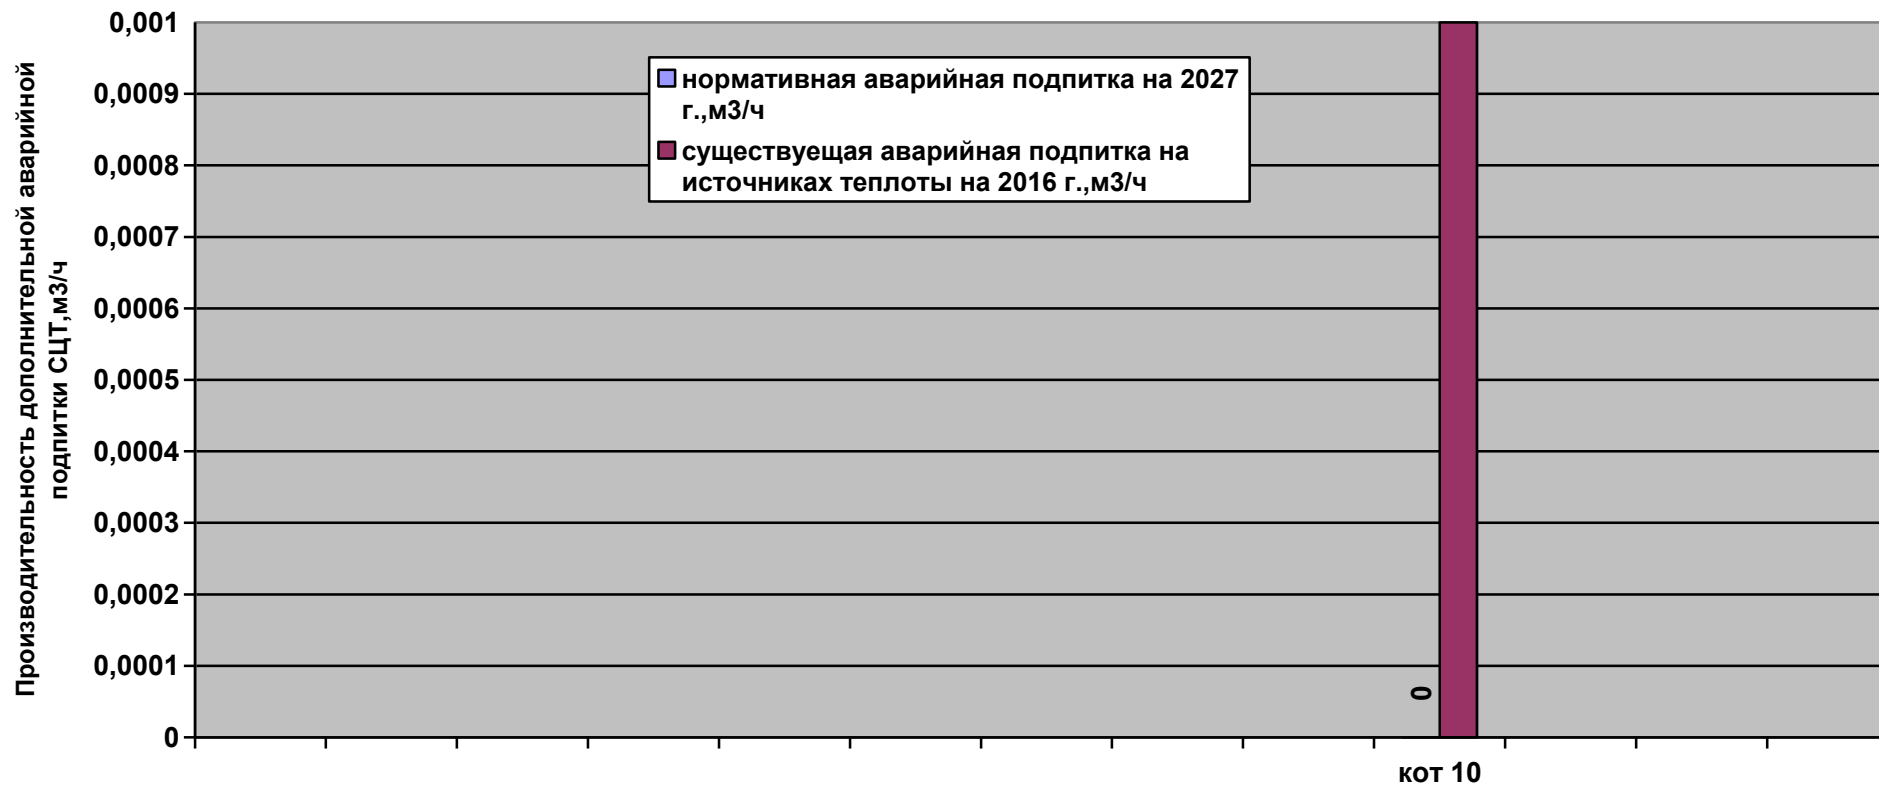 Производительность дополнительной аварийной
подпитки СЦТ,м3/ч
0,001
0,0009
0,0008
0,0007
0,0006
0,0005
0,0004
0,0003
0,0002
0,0001
0
нормативная аварийная подпитка на 2027
г.,м3/ч
существуещая аварийная подпитка на
источниках теплоты на 2016 г.,м3/ч
0
кот 10